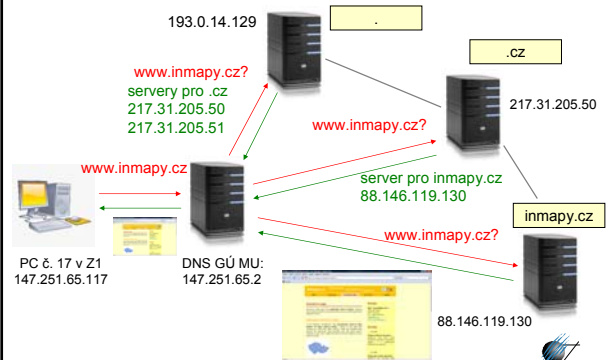 193.0.14.129
.
.cz
www.inmapy.cz?
servery pro .cz
217.31.205.50
217.31.205.51
217.31.205.50
www.inmapy.cz?
www.inmapy.cz
server pro inmapy.cz
88.146.119.130
inmapy.cz
www.inmapy.cz?
PC č. 17 v Z1
147.251.65.117
DNS GÚ MU:
147.251.65.2
88.146.119.130